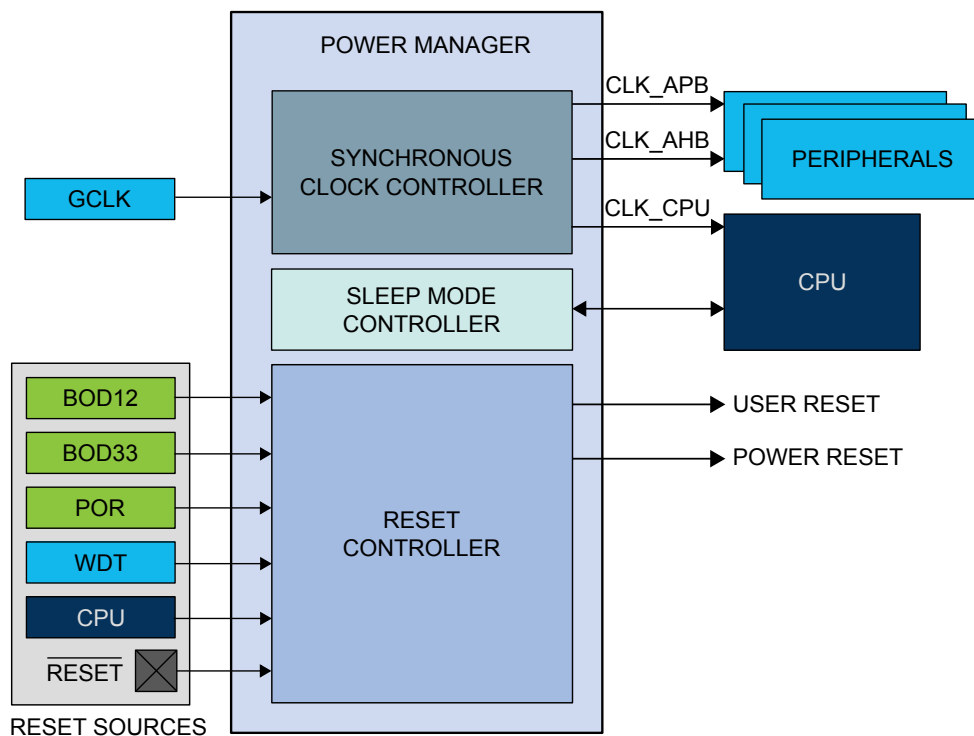 POWER MANAGER
CLK_APB
SYNCHRONOUS
CLOCK CONTROLLER
CLK_AHB
PERIPHERALS
GCLK
CLK_CPU
CPU
SLEEP MODE
CONTROLLER
BOD12
BOD33
POR
WDT
CPU
RESET
RESET SOURCES
RESET
CONTROLLER
USER RESET
POWER RESET